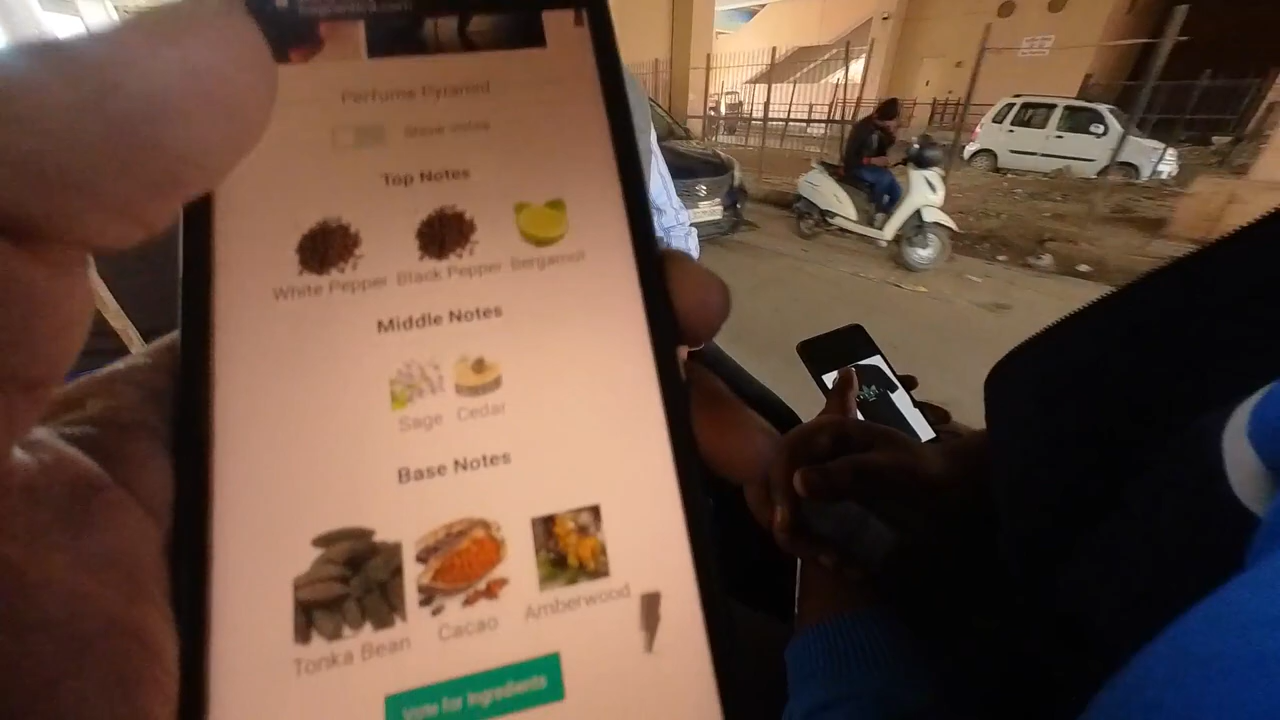 Perfume Pyramid
Show votes
Top Notes
White Pepper Black Pepper Bergamot
Middle Notes
Sage Cedar
Base Notes
Tonka Bean Cacao Amberwood
Vote for Ingredients